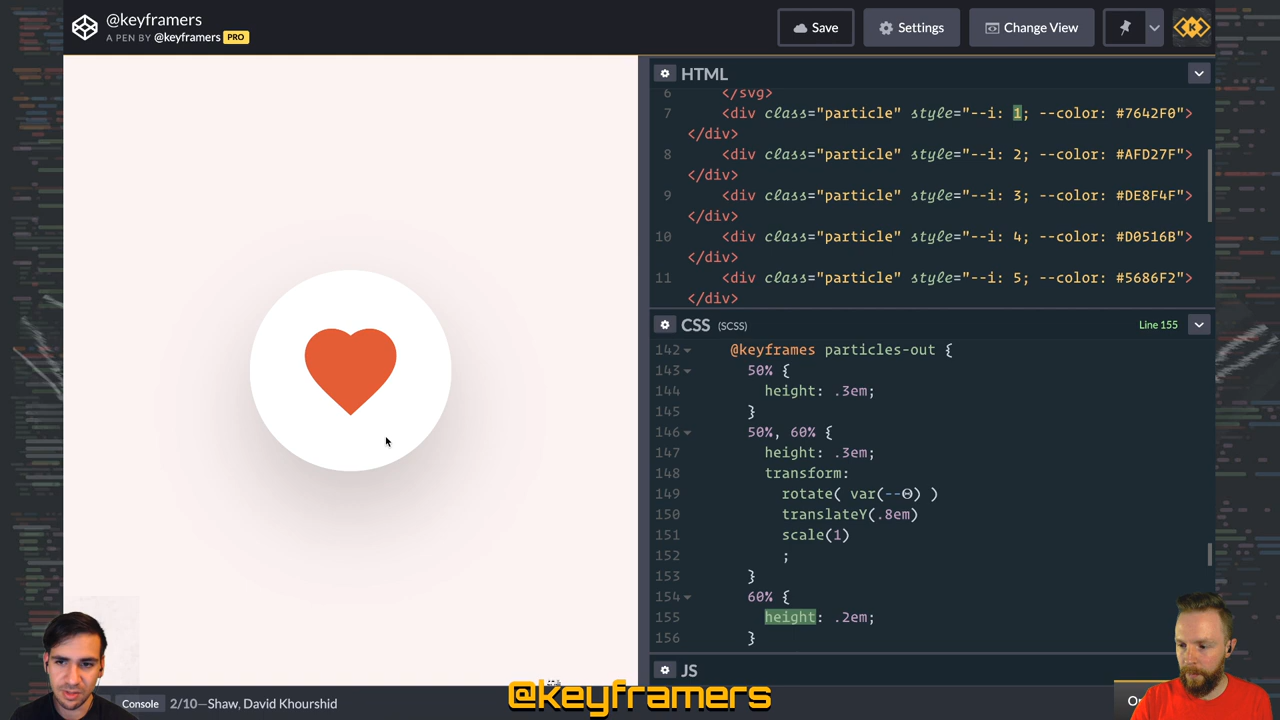 @keyframers
A PEN BY @keyframers PRO
Save
Settings
Change View
K
HTML
6 </svg>
7 <div class="particle" style="--i: 1; --color: #7642F0">
</div>
8 <div class="particle" style="--i: 2; --color: #AFD27F">
</div>
9 <div class="particle" style="--i: 3; --color: #DE8F4F">
</div>
10 <div class="particle" style="--i: 4; --color: #D0516B">
</div>
11 <div class="particle" style="--i: 5; --color: #5686F2">
</div>
CSS (SCSS)
Line 155
142 @keyframes particles-out {
143 50% {
144 height: .3em;
145 }
146 50%, 60% {
147 height: .3em;
148 transform:
149 rotate( var(--Θ) )
150 translateY(.8em)
151 scale(1)
152 ;
153 }
154 60% {
155 height: .2em;
156 }
JS
Console
2/10—Shaw, David Khourshid
@keyframers